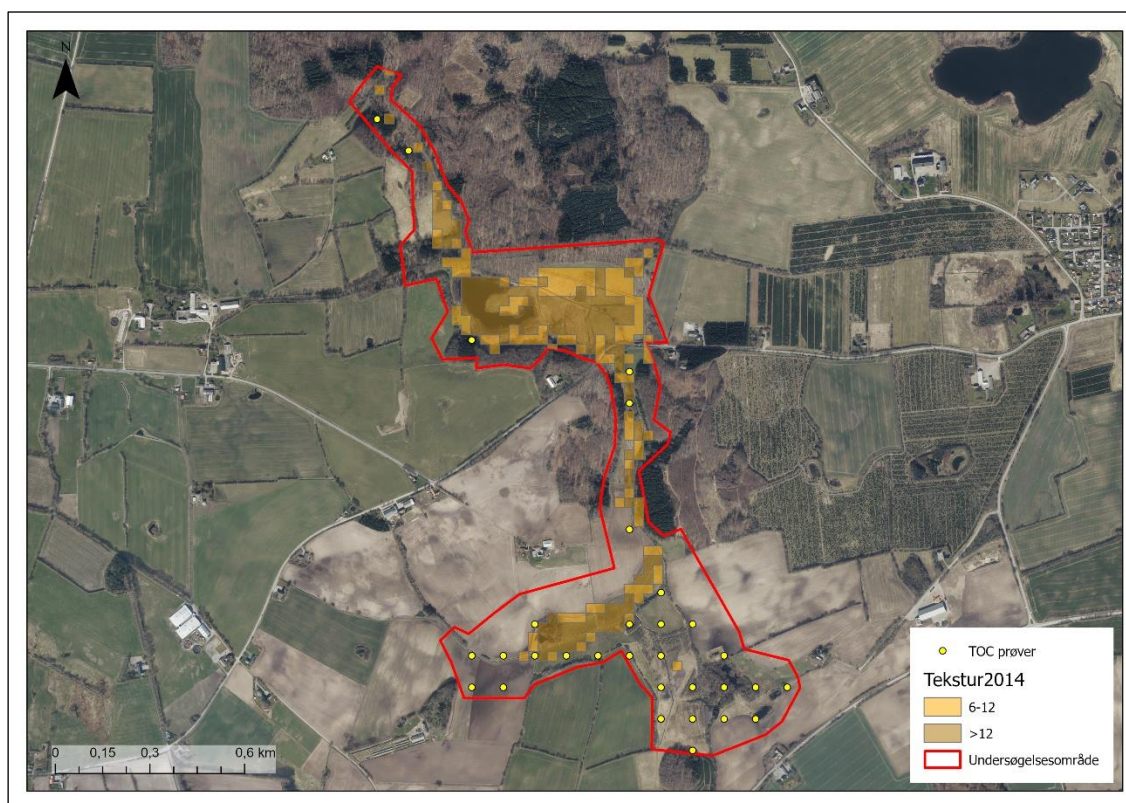 N
TOC prøver
Tekstur2014
6-12
>12
Undersøgelsesområde
0 0,15 0,3 0,6 km